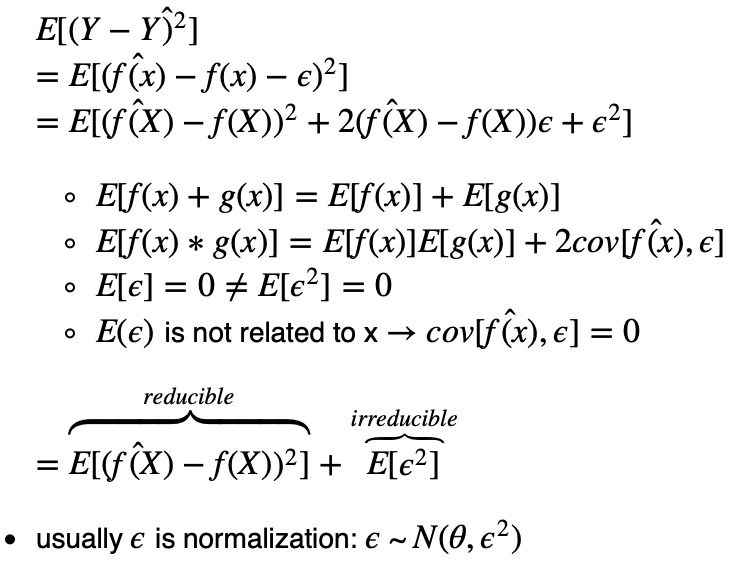 E[(Y − Ŷ)²]
= E[(f̂(x) − f(x) − ϵ)²]
= E[(f̂(X) − f(X))² + 2(f̂(X) − f(X))ϵ + ϵ²]
◦ E[f(x) + g(x)] = E[f(x)] + E[g(x)]
◦ E[f(x) ∗ g(x)] = E[f(x)]E[g(x)] + 2cov[f̂(x), ϵ]
◦ E[ϵ] = 0 ≠ E[ϵ²] = 0
◦ E(ϵ) is not related to x → cov[f̂(x), ϵ] = 0
reducible
irreducible
= E[(f̂(X) − f(X))²] + E[ϵ²]
• usually ϵ is normalization: ϵ ~ N(θ, ϵ²)